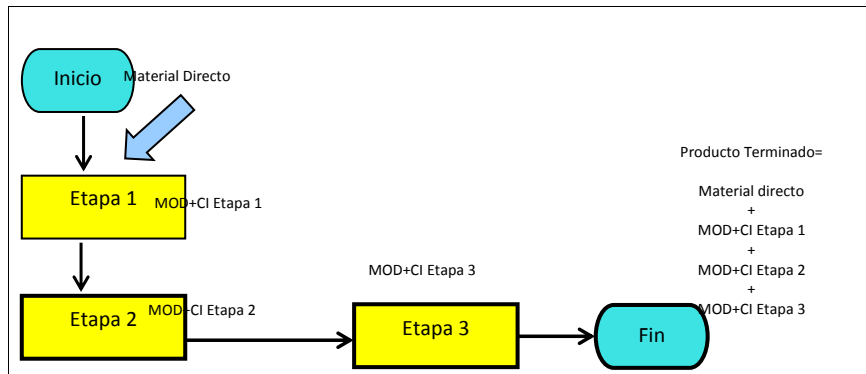 Inicio
Material Directo
Etapa 1
MOD+CI Etapa 1
Etapa 2
MOD+CI Etapa 2
MOD+CI Etapa 3
Etapa 3
Fin
Producto Terminado=
Material directo
+
MOD+CI Etapa 1
+
MOD+CI Etapa 2
+
MOD+CI Etapa 3